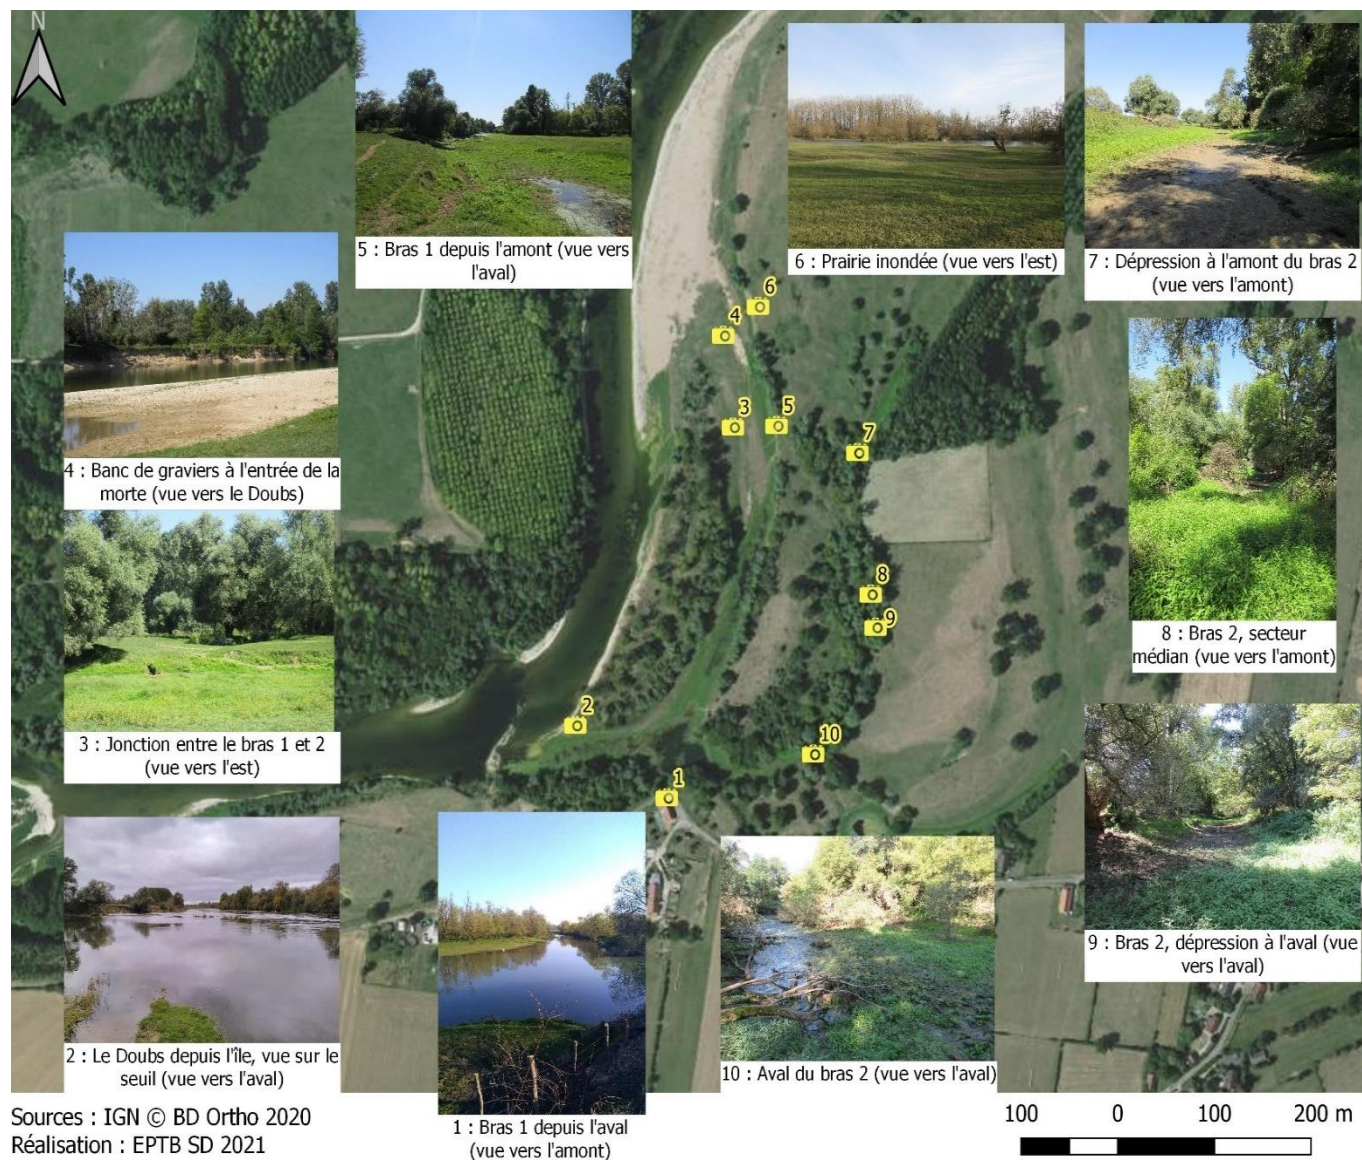 N
5 : Bras 1 depuis l'amont (vue vers
l'aval)
6 : Prairie inondée (vue vers l'est)
7 : Dépression à l'amont du bras 2
(vue vers l'amont)
4 : Banc de graviers à l'entrée de la
morte (vue vers le Doubs)
6
4
3
5
7
8
9
2
10
1
8 : Bras 2, secteur
médian (vue vers l'amont)
3 : Jonction entre le bras 1 et 2
(vue vers l'est)
9 : Bras 2, dépression à l'aval (vue
vers l'aval)
2 : Le Doubs depuis l'île, vue sur le
seuil (vue vers l'aval)
10 : Aval du bras 2 (vue vers l'aval)
1 : Bras 1 depuis l'aval
(vue vers l'amont)
Sources : IGN © BD Ortho 2020
Réalisation : EPTB SD 2021
100 0 100 200 m